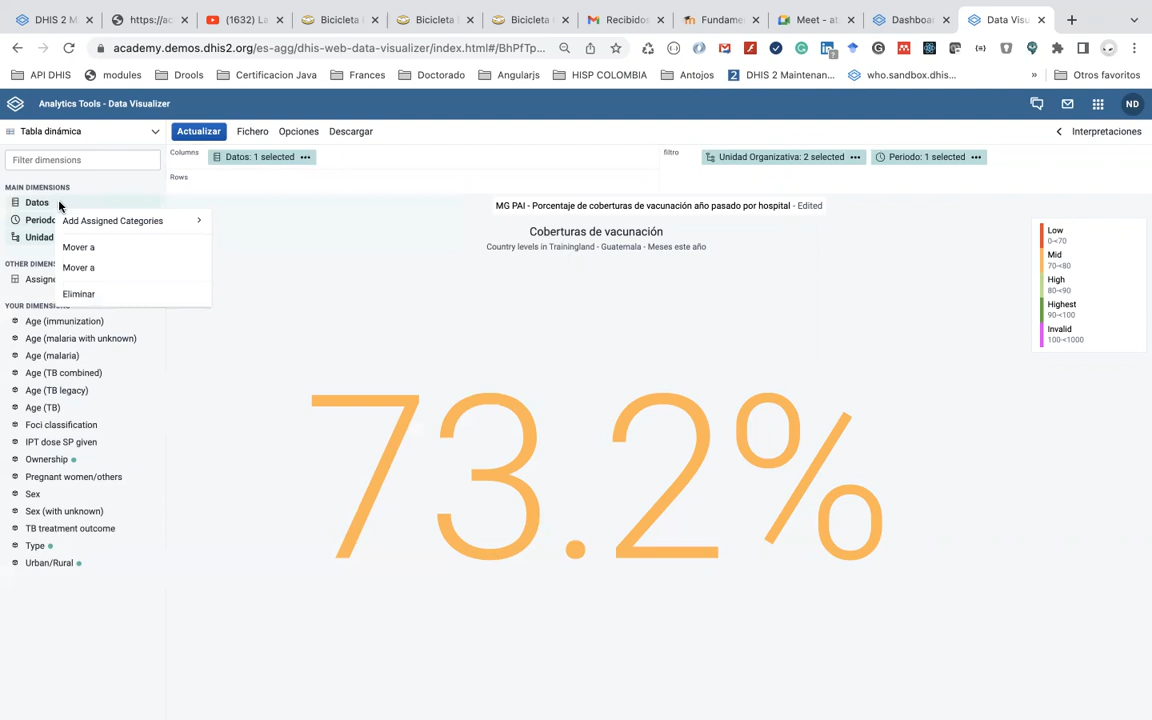 DHIS 2 M
https://ac
(1632) La
Bicicleta
Bicicleta
Bicicleta
Recibidos
Fundame
Meet - at
Dashboar
Data Visu
academy.demos.dhis2.org/es-agg/dhis-web-data-visualizer/index.html#/BhPfTp...
API DHIS
modules
Drools
Certificacion Java
Frances
Doctorado
Angularjs
HISP COLOMBIA
Antojos
DHIS 2 Maintenan...
who.sandbox.dhis...
»
Otros favoritos
Analytics Tools - Data Visualizer
ND
Tabla dinámica
Actualizar
Fichero
Opciones
Descargar
Interpretaciones
Filter dimensions
Columns
Datos: 1 selected
filtro
Unidad Organizativa: 2 selected
Periodo: 1 selected
Rows
MAIN DIMENSIONS
Datos
Periodo
Unidad
Add Assigned Categories
Mover a
Mover a
Eliminar
OTHER DIMENS
Assigne
YOUR DIMENSI
Age (immunization)
Age (malaria with unknown)
Age (malaria)
Age (TB combined)
Age (TB legacy)
Age (TB)
Foci classification
IPT dose SP given
Ownership
Pregnant women/others
Sex
Sex (with unknown)
TB treatment outcome
Type
Urban/Rural
MG PAI - Porcentaje de coberturas de vacunación año pasado por hospital - Edited
Coberturas de vacunación
Country levels in Trainingland - Guatemala - Meses este año
73.2%
Low
0-<70
Mid
70-<80
High
80-<90
Highest
90-<100
Invalid
100-<1000